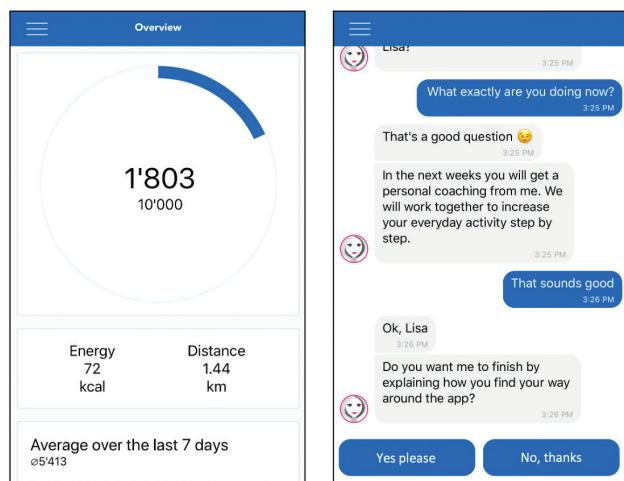 Overview
1'803
10'000
Energy
72
kcal
Distance
1.44
km
Average over the last 7 days
⌀5'413
Lisa?
3:25 PM
What exactly are you doing now?
3:25 PM
That's a good question 😉
3:25 PM
In the next weeks you will get a
personal coaching from me. We
will work together to increase
your everyday activity step by
step.
3:25 PM
That sounds good
3:26 PM
Ok, Lisa
3:26 PM
Do you want me to finish by
explaining how you find your way
around the app?
3:26 PM
Yes please
No, thanks